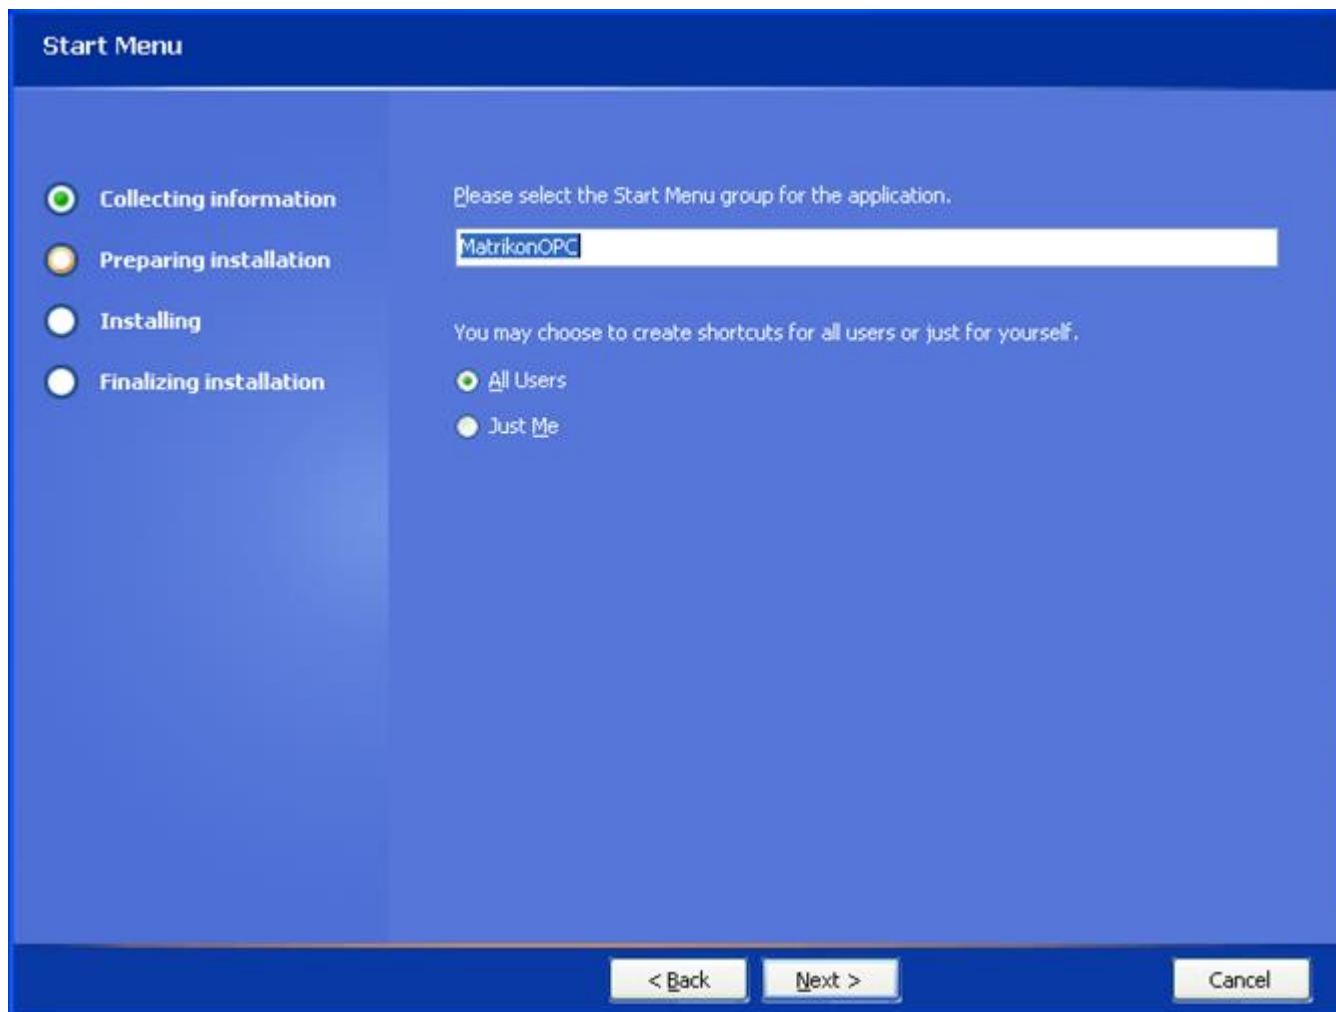 Start Menu
Collecting information
Preparing installation
Installing
Finalizing installation
Please select the Start Menu group for the application.
MatrikonOPC
You may choose to create shortcuts for all users or just for yourself.
All Users
Just Me
< Back
Next >
Cancel